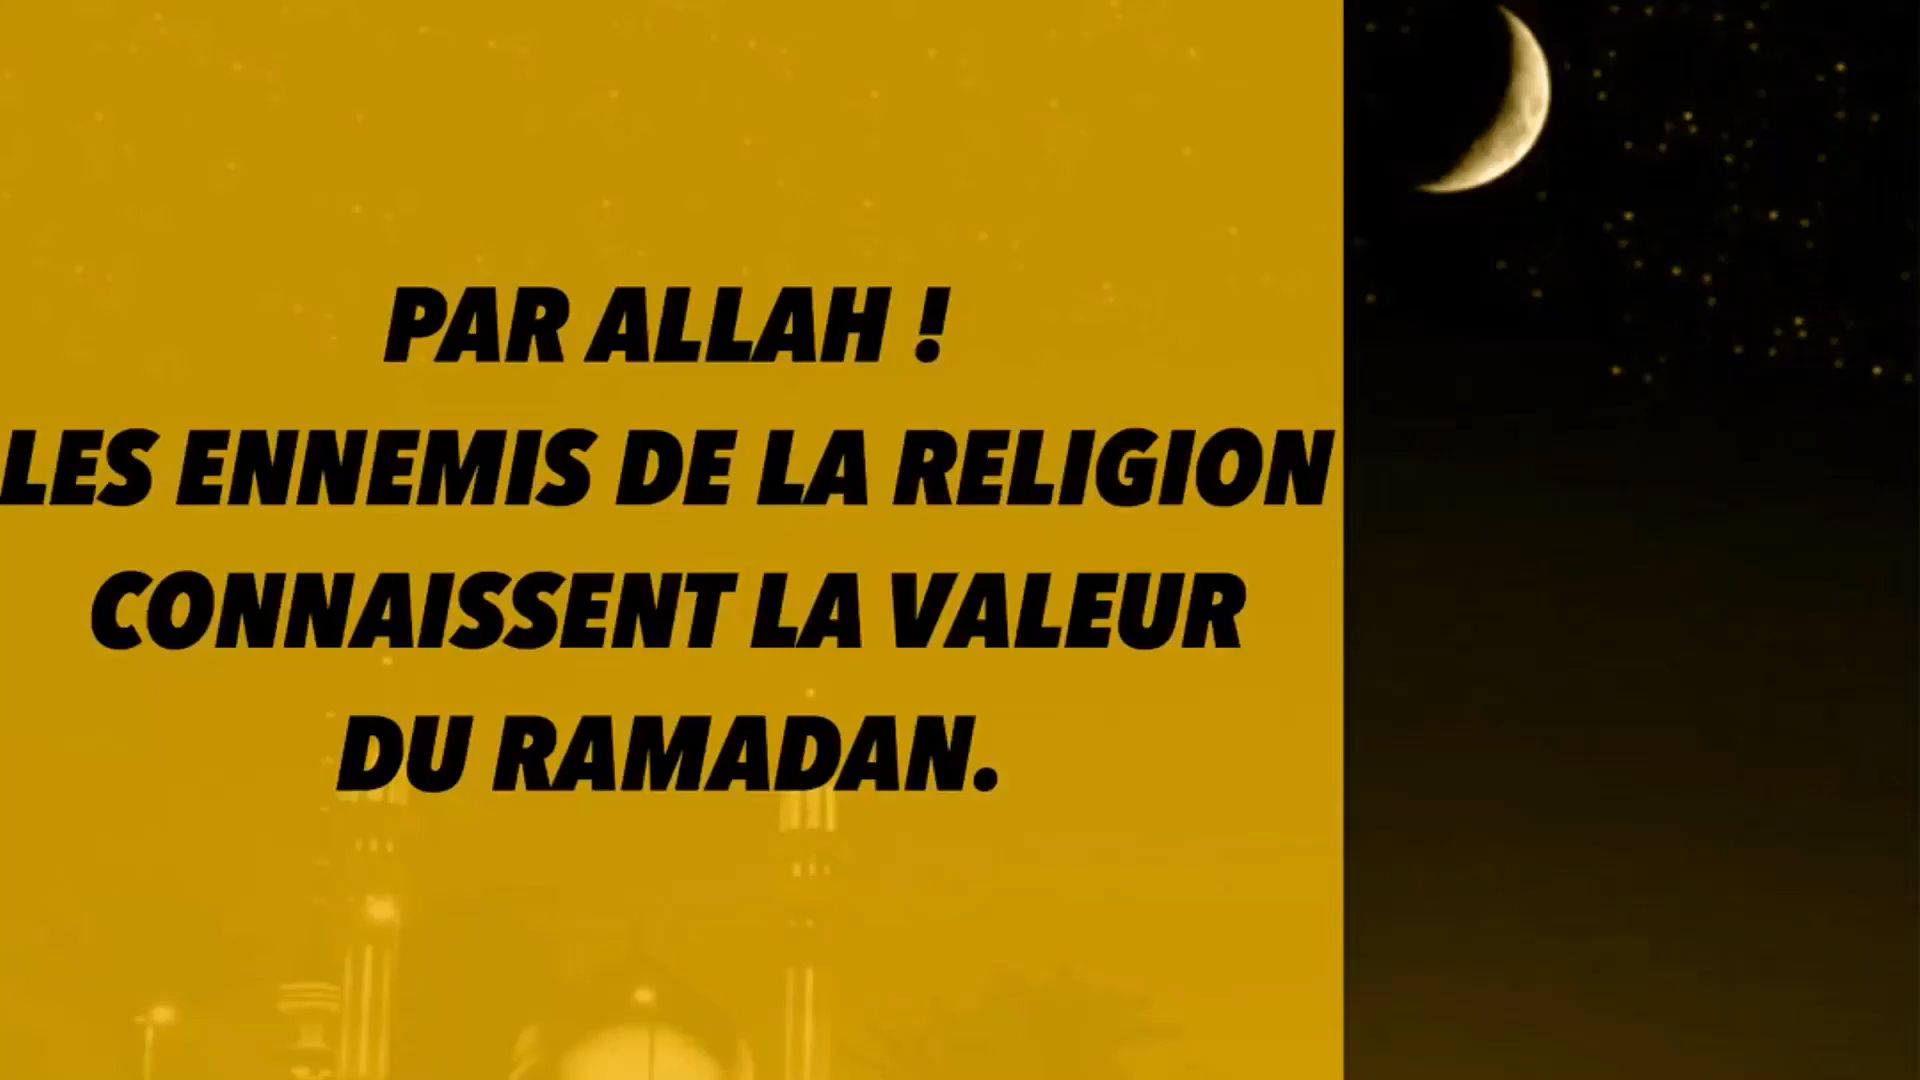 PAR ALLAH !
LES ENNEMIS DE LA RELIGION
CONNAISSENT LA VALEUR
DU RAMADAN.